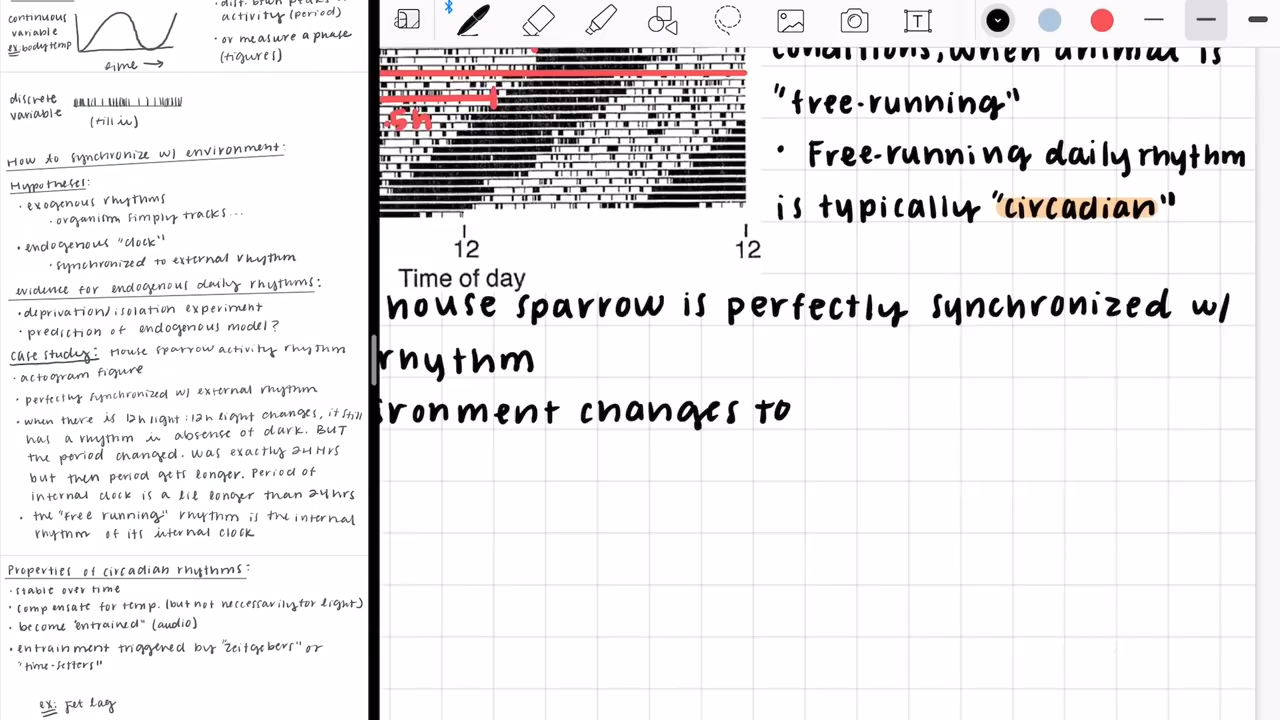 continuous
variable
ex: body temp
time →
activity (period)
• or measure a phase
(figures)
discrete
variable
How to synchronize w/ environment:
Hypotheses:
• exogenous rhythms
• organism simply tracks...
• endogenous "clock"
• synchronized to external rhythm
evidence for endogenous daily rhythms:
• deprivation/isolation experiment
• prediction of endogenous model?
case study: House sparrow activity rhythm
• actogram figure
• perfectly synchronized w/ external rhythm
• when there is 12h light:12h light changes, it still
has a rhythm in absence of dark. BUT
the period changed. Was exactly 24 Hrs
but then period gets longer. Period of
internal clock is a lil longer than 24hrs
• the "free running" rhythm is the internal
rhythm of its internal clock
Properties of circadian rhythms:
• stable over time
• compensate for temp. (but not neccessarily for light)
• become "entrained" (audio)
• entrainment triggered by "zeitgebers" or
"time-setters"
ex: jet lag
T
conditions, when animal is
"free-running"
• Free-running daily rhythm
is typically "circadian"
.5h
12
12
Time of day
house sparrow is perfectly synchronized w/
rhythm
ironment changes to